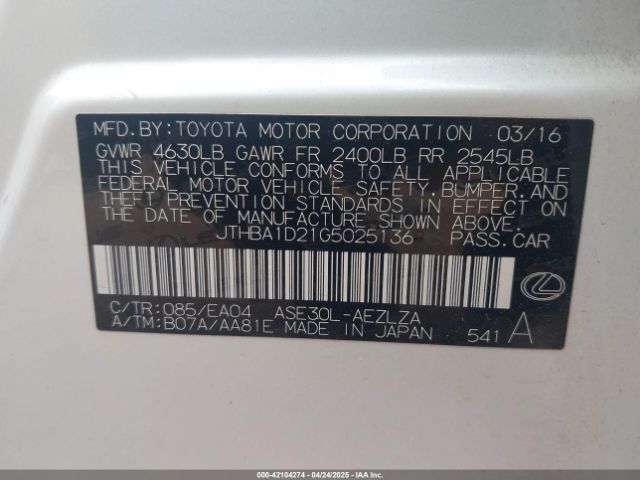 MFD.BY:TOYOTA MOTOR CORPORATION 03/16
GVWR 4630LB GAWR FR 2400LB RR 2545LB
THIS VEHICLE CONFORMS TO ALL APPLICABLE
FEDERAL MOTOR VEHICLE SAFETY, BUMPER, AND
THEFT PREVENTION STANDARDS IN EFFECT ON
THE DATE OF MANUFACTURE SHOWN ABOVE.
JTHBA1D21G5025136 PASS.CAR
C/TR:085/EA04 ASE30L-AEZLZA
A/TM:B07A/AA81E MADE IN JAPAN 541 A
000-42104274 - 04/24/2025 - IAAI.COM